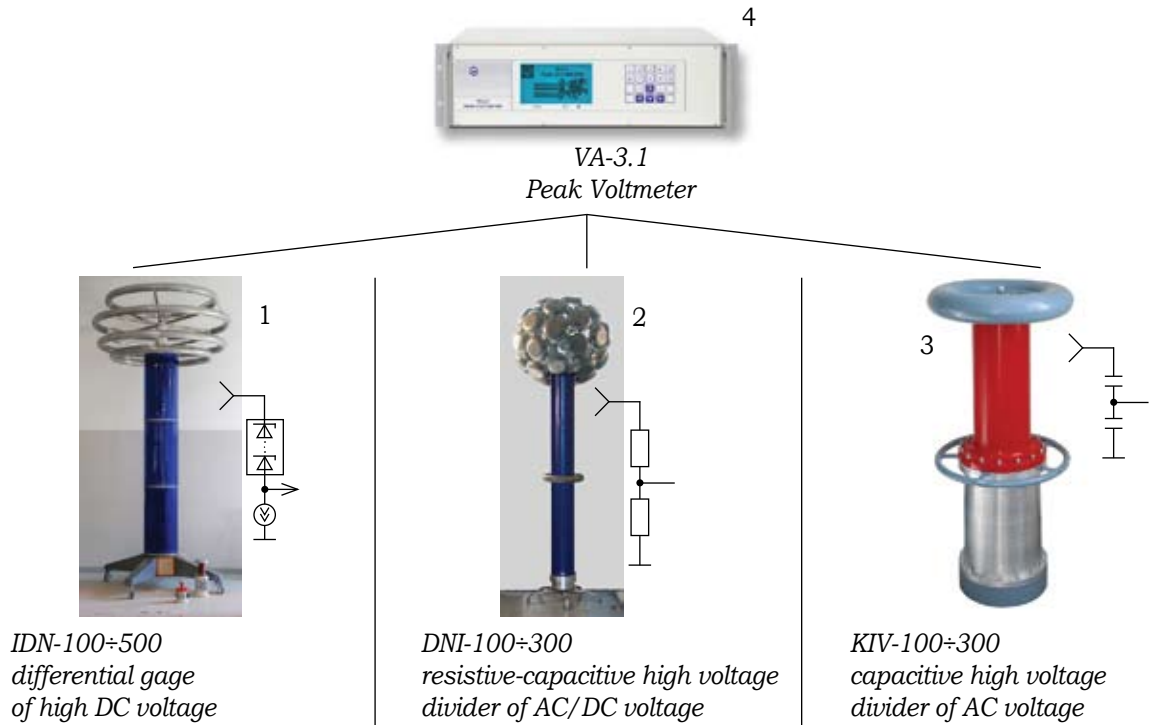 4
VA-3.1
Peak Voltmeter
1
2
3
IDN-100÷500
differential gage
of high DC voltage
DNI-100÷300
resistive-capacitive high voltage
divider of AC/DC voltage
KIV-100÷300
capacitive high voltage
divider of AC voltage